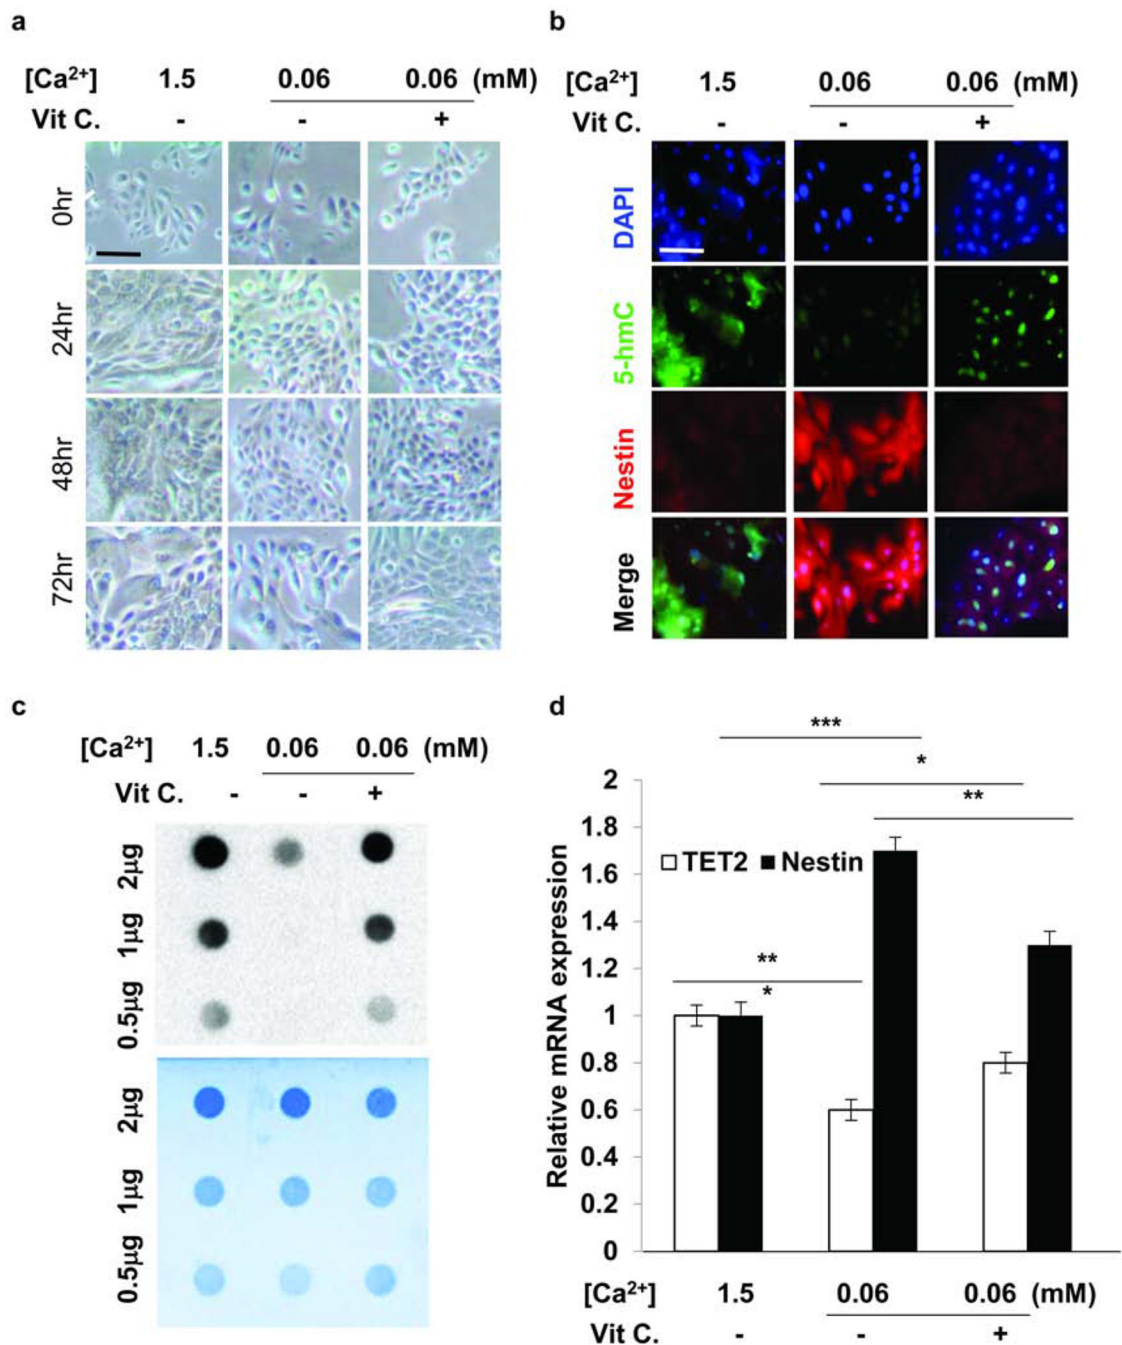 a
[Ca²⁺] 1.5 0.06 0.06 (mM)
Vit C. - - +
0hr
24hr
48hr
72hr
b
[Ca²⁺] 1.5 0.06 0.06 (mM)
Vit C. - - +
DAPI
5-hmC
Nestin
Merge
c
[Ca²⁺] 1.5 0.06 0.06 (mM)
Vit C. - - +
2µg
1µg
0.5µg
2µg
1µg
0.5µg
d
***
*
**
**
*
TET2 Nestin
Relative mRNA expression
2
1.8
1.6
1.4
1.2
1
0.8
0.6
0.4
0.2
0
[Ca²⁺] 1.5 0.06 0.06 (mM)
Vit C. - - +